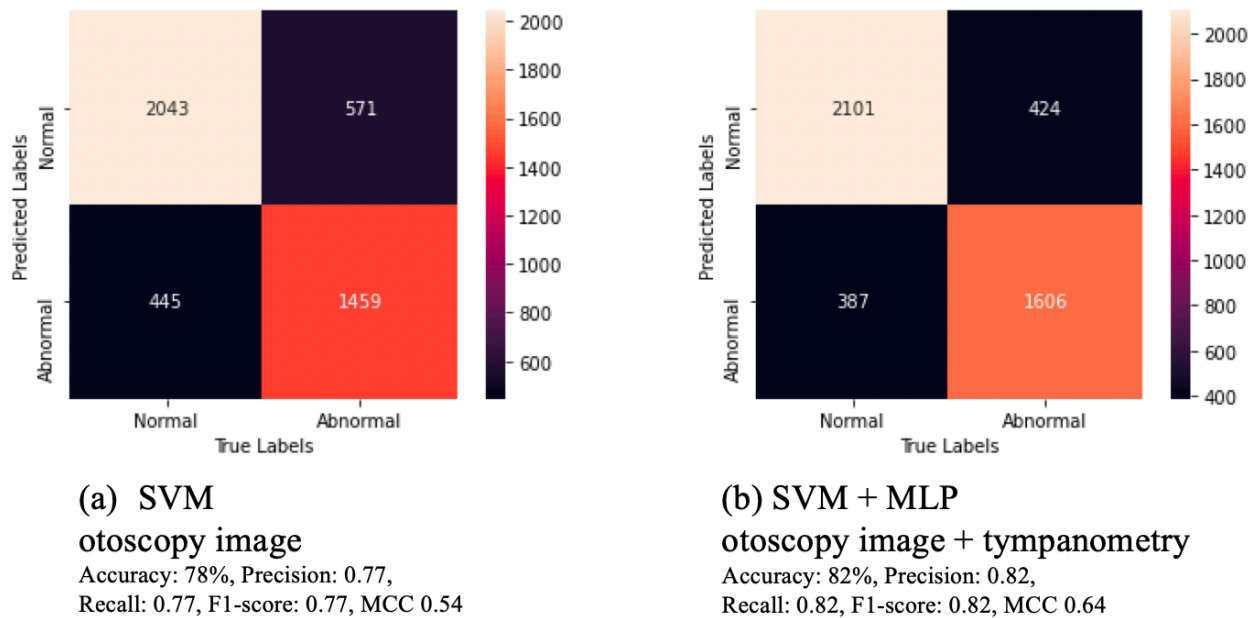 2043
571
445
1459
Normal
Abnormal
Predicted Labels
Normal
Abnormal
True Labels
2000
1800
1600
1400
1200
1000
800
600
(a) SVM
otoscopy image
Accuracy: 78%, Precision: 0.77,
Recall: 0.77, F1-score: 0.77, MCC 0.54
2101
424
387
1606
Normal
Abnormal
Predicted Labels
Normal
Abnormal
True Labels
2000
1800
1600
1400
1200
1000
800
600
400
(b) SVM + MLP
otoscopy image + tympanometry
Accuracy: 82%, Precision: 0.82,
Recall: 0.82, F1-score: 0.82, MCC 0.64